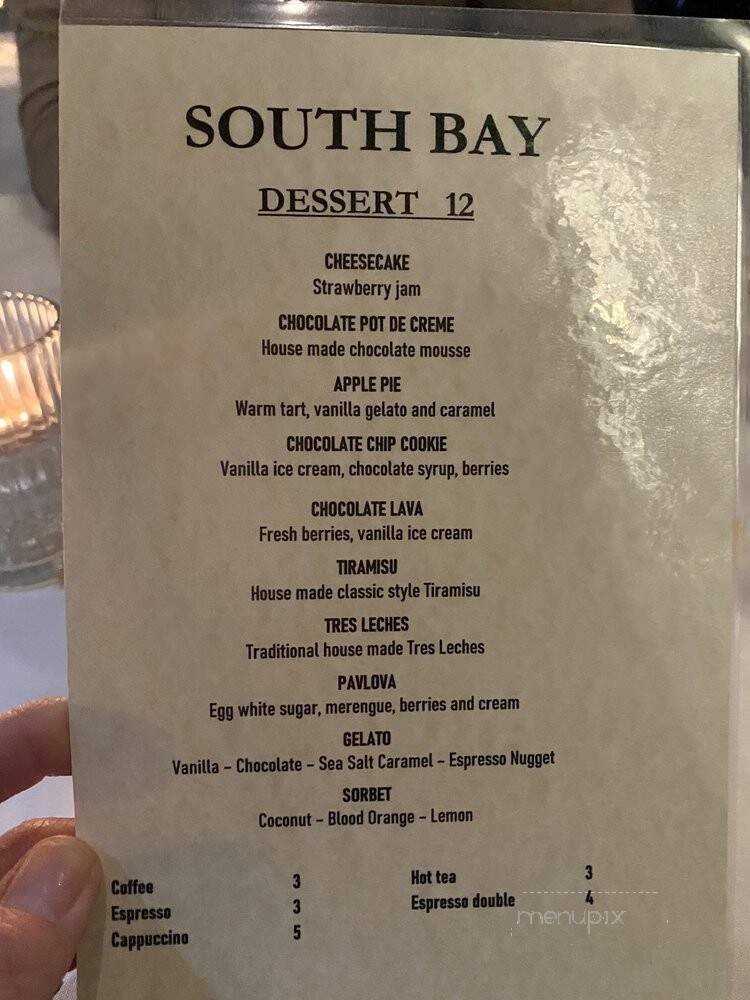 SOUTH BAY
DESSERT 12
CHEESECAKE
Strawberry jam
CHOCOLATE POT DE CREME
House made chocolate mousse
APPLE PIE
Warm tart, vanilla gelato and caramel
CHOCOLATE CHIP COOKIE
Vanilla ice cream, chocolate syrup, berries
CHOCOLATE LAVA
Fresh berries, vanilla ice cream
TIRAMISU
House made classic style Tiramisu
TRES LECHES
Traditional house made Tres Leches
PAVLOVA
Egg white sugar, merengue, berries and cream
GELATO
Vanilla – Chocolate – Sea Salt Caramel – Espresso Nugget
SORBET
Coconut – Blood Orange – Lemon
Coffee 3
Espresso 3
Cappuccino 5
Hot tea 3
Espresso double 4
menupix